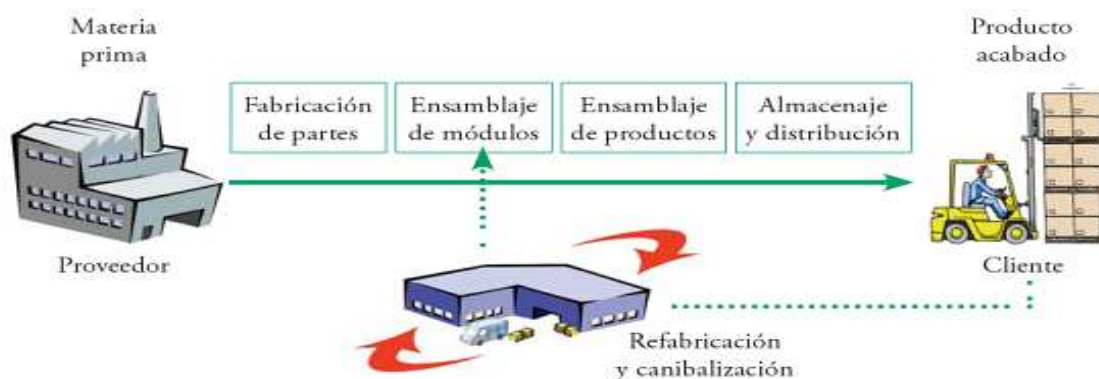 Materia
prima
Producto
acabado
Fabricación
de partes
Ensamblaje
de módulos
Ensamblaje
de productos
Almacenaje
y distribución
Proveedor
Cliente
Refabricación
y canibalización